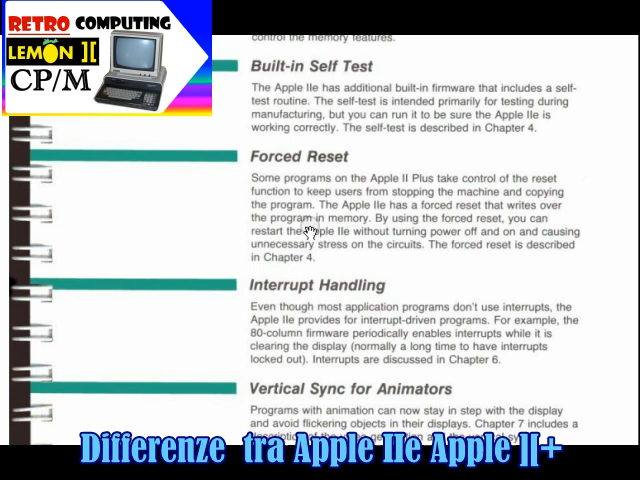 RETRO COMPUTING
LEMON ][
CP/M
control the memory features.
Built-in Self Test
The Apple IIe has additional built-in firmware that includes a self-
test routine. The self-test is intended primarily for testing during
manufacturing, but you can run it to be sure the Apple IIe is
working correctly. The self-test is described in Chapter 4.
Forced Reset
Some programs on the Apple II Plus take control of the reset
function to keep users from stopping the machine and copying
the program. The Apple IIe has a forced reset that writes over
the program in memory. By using the forced reset, you can
restart the Apple IIe without turning power off and on and causing
unnecessary stress on the circuits. The forced reset is described
in Chapter 4.
Interrupt Handling
Even though most application programs don't use interrupts, the
Apple IIe provides for interrupt-driven programs. For example, the
80-column firmware periodically enables interrupts while it is
clearing the display (normally a long time to have interrupts
locked out). Interrupts are discussed in Chapter 6.
Vertical Sync for Animators
Programs with animation can now stay in step with the display
and avoid flickering objects in their displays. Chapter 7 includes a
Differenze tra Apple IIe Apple ][+